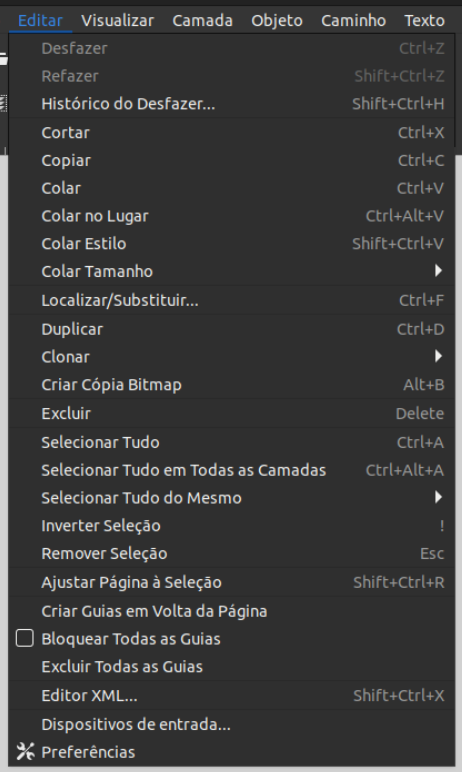 Editar Visualizar Camada Objeto Caminho Texto
Desfazer Ctrl+Z
Refazer Shift+Ctrl+Z
Histórico do Desfazer... Shift+Ctrl+H
Cortar Ctrl+X
Copiar Ctrl+C
Colar Ctrl+V
Colar no Lugar Ctrl+Alt+V
Colar Estilo Shift+Ctrl+V
Colar Tamanho
Localizar/Substituir... Ctrl+F
Duplicar Ctrl+D
Clonar
Criar Cópia Bitmap Alt+B
Excluir Delete
Selecionar Tudo Ctrl+A
Selecionar Tudo em Todas as Camadas Ctrl+Alt+A
Selecionar Tudo do Mesmo
Inverter Seleção !
Remover Seleção Esc
Ajustar Página à Seleção Shift+Ctrl+R
Criar Guias em Volta da Página
Bloquear Todas as Guias
Excluir Todas as Guias
Editor XML... Shift+Ctrl+X
Dispositivos de entrada...
Preferências